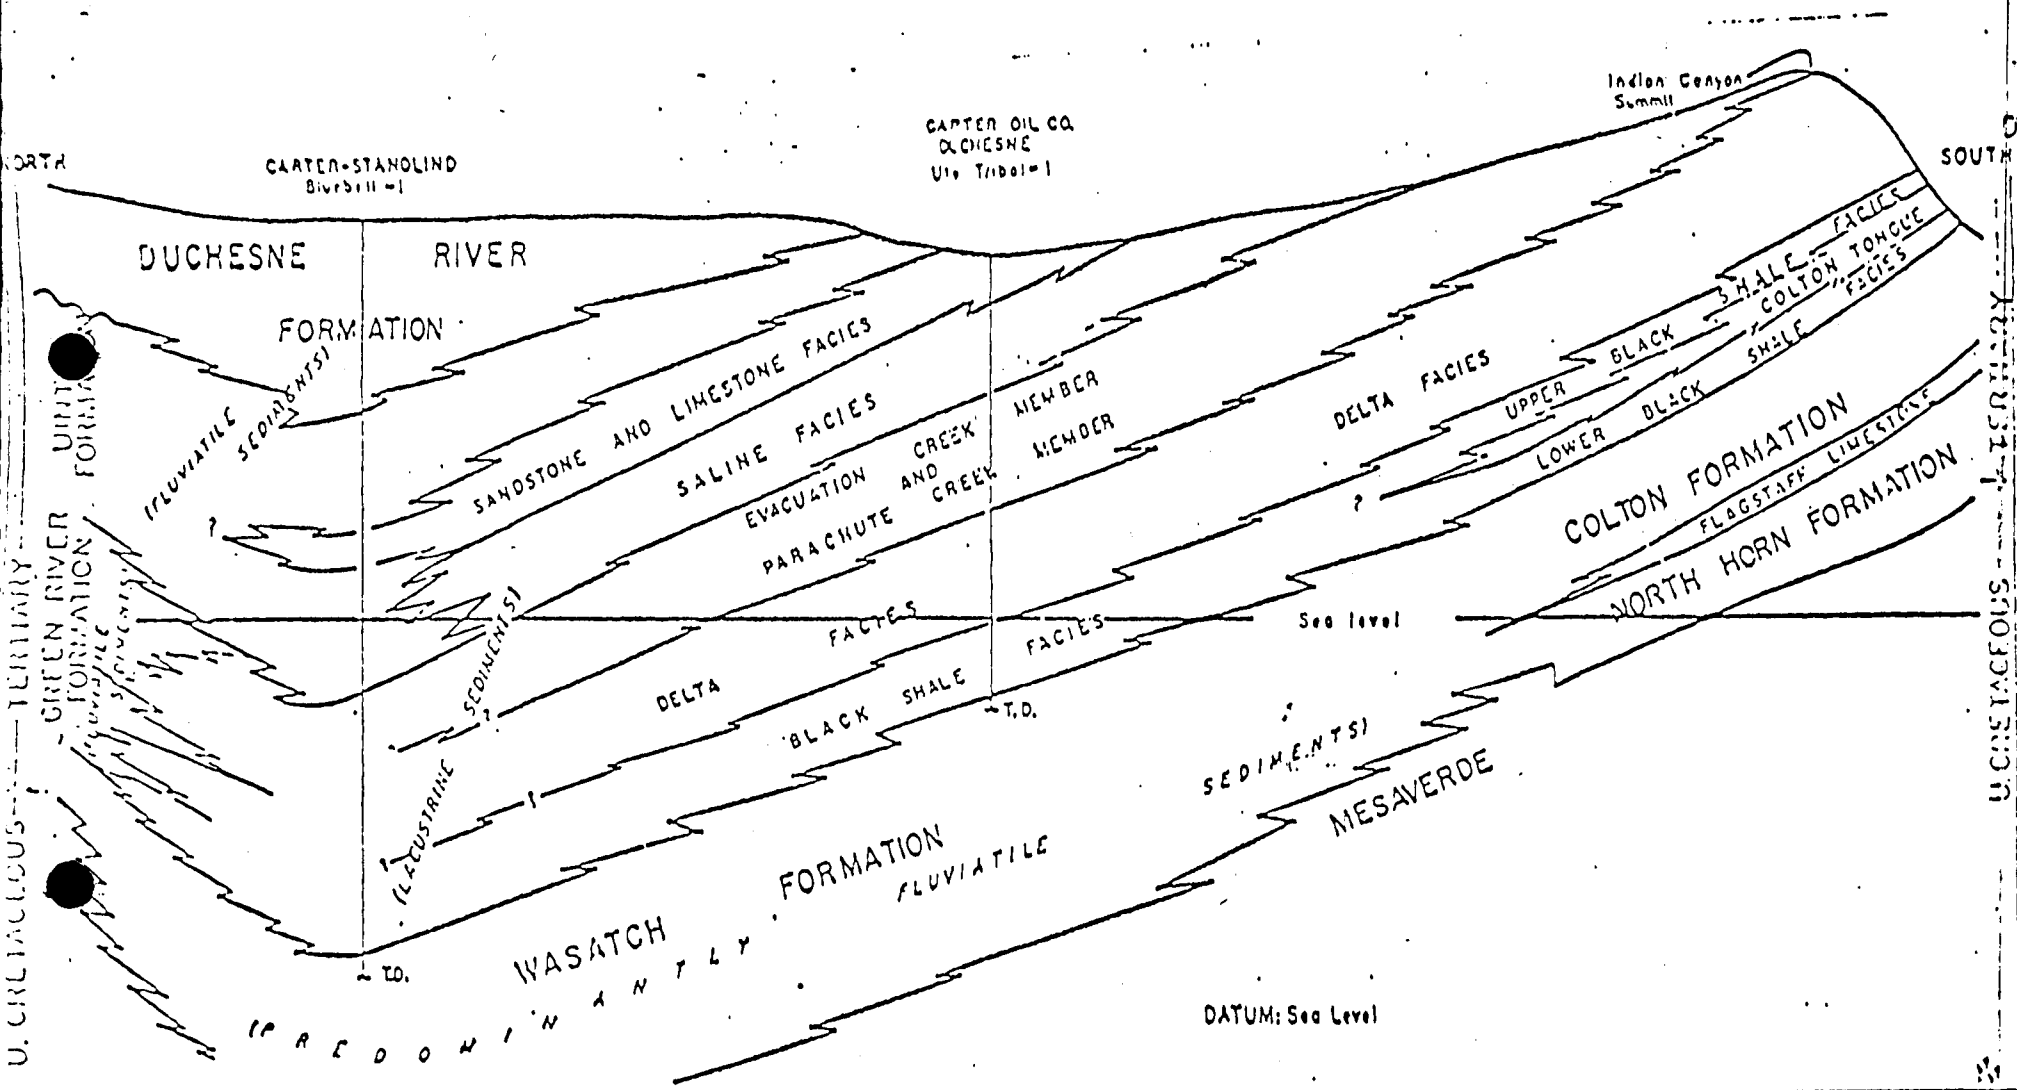 Indian Canyon
Summit
CARTER OIL CO.
DUCHESNE
Ute Tribal #1
NORTH
CARTER-STANOLIND
Bluebell #1
SOUTH
DUCHESNE RIVER
FORMATION
(FLUVIATILE
SEDIMENTS)
SANDSTONE AND LIMESTONE FACIES
SALINE FACIES
EVACUATION CREEK MEMBER
AND
PARACHUTE CREEK MEMBER
DELTA FACIES
UPPER BLACK SHALE FACIES
COLTON TONGUE
LOWER BLACK SHALE FACIES
COLTON FORMATION
FLAGSTAFF LIMESTONE
NORTH HORN FORMATION
Sea level
DELTA FACIES
BLACK SHALE FACIES
(LACUSTRINE SEDIMENTS)
T.D.
T.D.
WASATCH FORMATION
(PREDOMINANTLY FLUVIATILE SEDIMENTS)
MESAVERDE
DATUM: Sea Level
GREEN RIVER
FORMATION
U. CRETACEOUS
TERTIARY
U. CRETACEOUS
TERTIARY